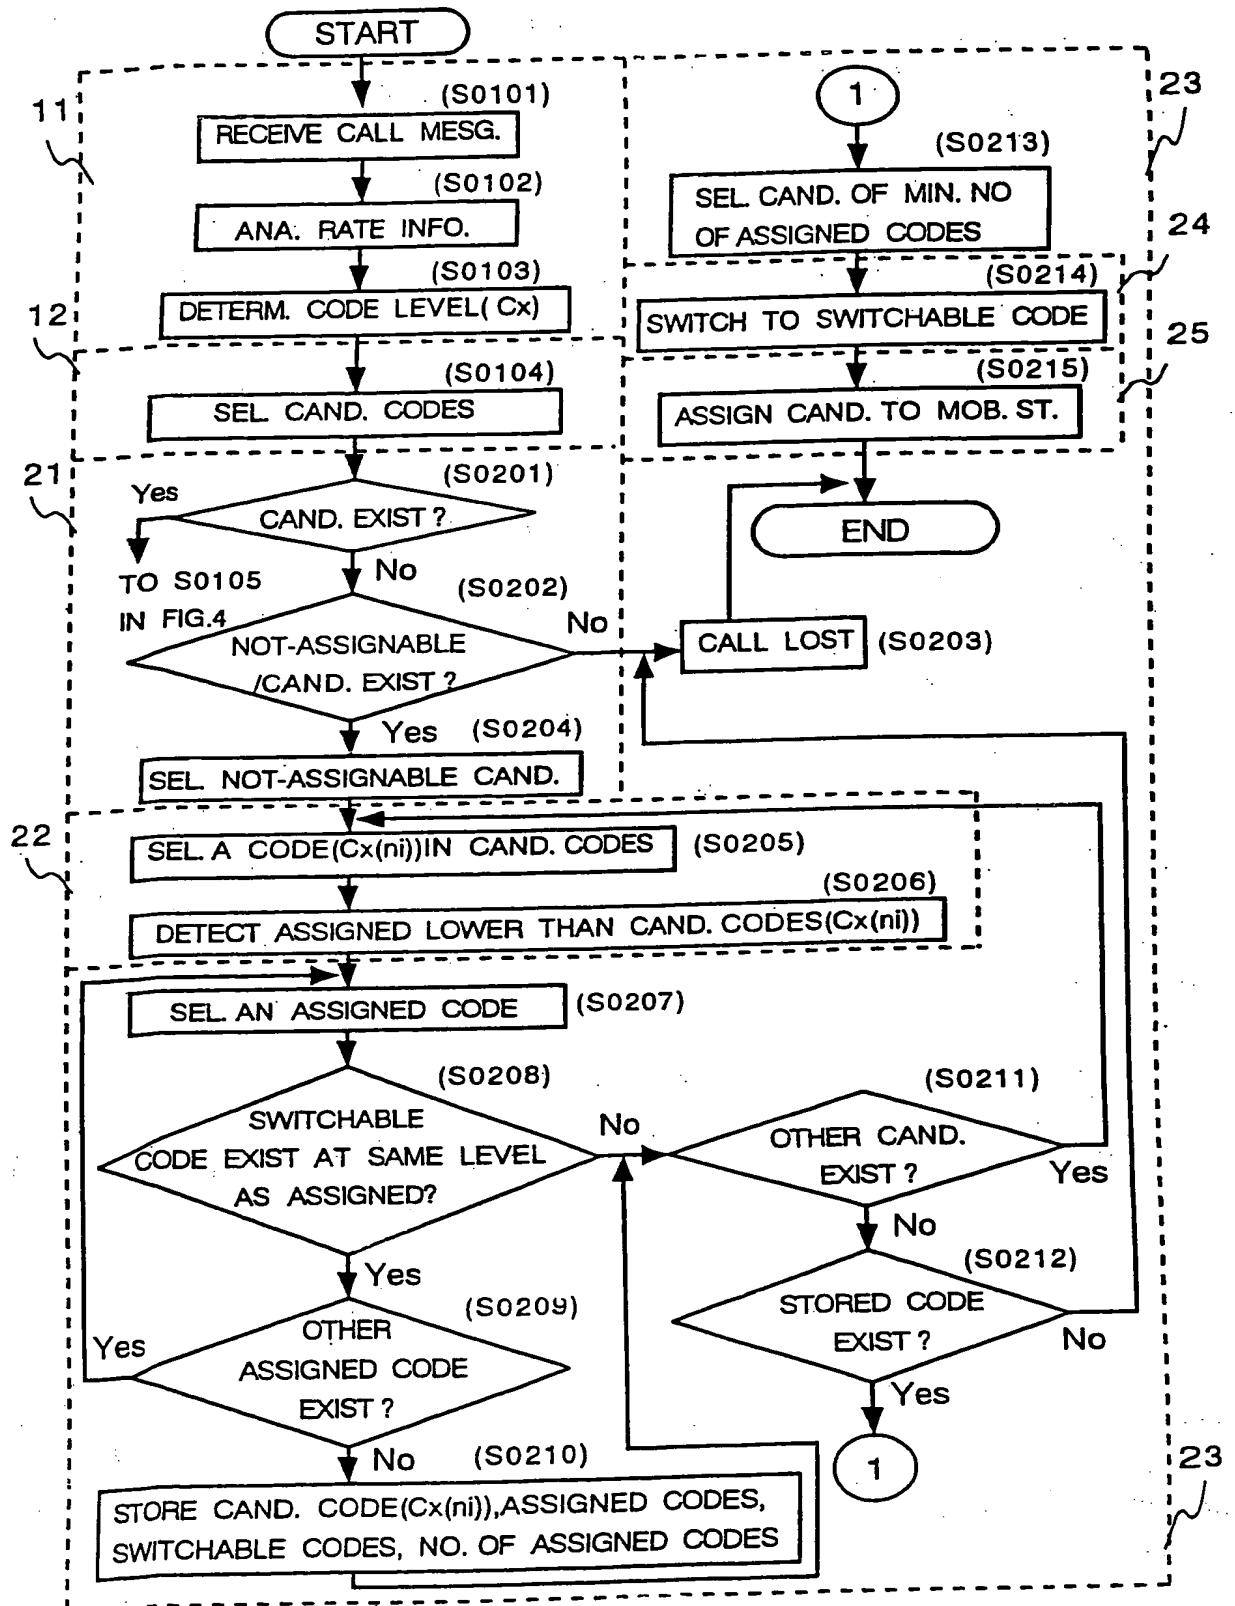 START
11
(S0101)
RECEIVE CALL MESG.
(S0102)
ANA. RATE INFO.
(S0103)
DETERM. CODE LEVEL( Cx)
12
(S0104)
SEL. CAND. CODES
21
(S0201)
Yes
CAND. EXIST?
No
TO S0105
IN FIG.4
(S0202)
NOT-ASSIGNABLE
/CAND. EXIST?
No
Yes
(S0204)
SEL. NOT-ASSIGNABLE CAND.
1
23
(S0213)
SEL. CAND. OF MIN. NO
OF ASSIGNED CODES
24
(S0214)
SWITCH TO SWITCHABLE CODE
25
(S0215)
ASSIGN CAND. TO MOB. ST.
END
CALL LOST
(S0203)
22
SEL. A CODE(Cx(ni))IN CAND. CODES
(S0205)
(S0206)
DETECT ASSIGNED LOWER THAN CAND. CODES(Cx(ni))
SEL. AN ASSIGNED CODE
(S0207)
(S0208)
SWITCHABLE
CODE EXIST AT SAME LEVEL
AS ASSIGNED?
No
Yes
(S0209)
OTHER
ASSIGNED CODE
EXIST?
Yes
No
(S0210)
STORE CAND. CODE(Cx(ni)),ASSIGNED CODES,
SWITCHABLE CODES, NO. OF ASSIGNED CODES
(S0211)
OTHER CAND.
EXIST?
Yes
No
(S0212)
STORED CODE
EXIST?
No
Yes
1
23